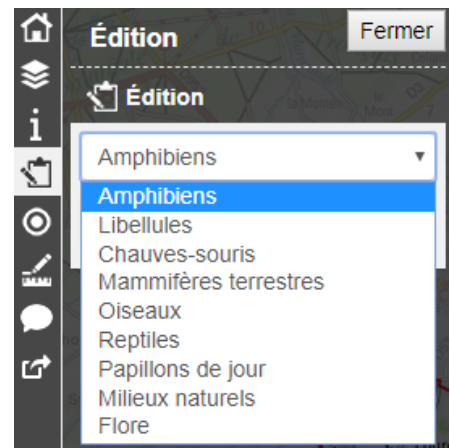 Édition
Fermer
Édition
Amphibiens
Amphibiens
Libellules
Chauves-souris
Mammifères terrestres
Oiseaux
Reptiles
Papillons de jour
Milieux naturels
Flore